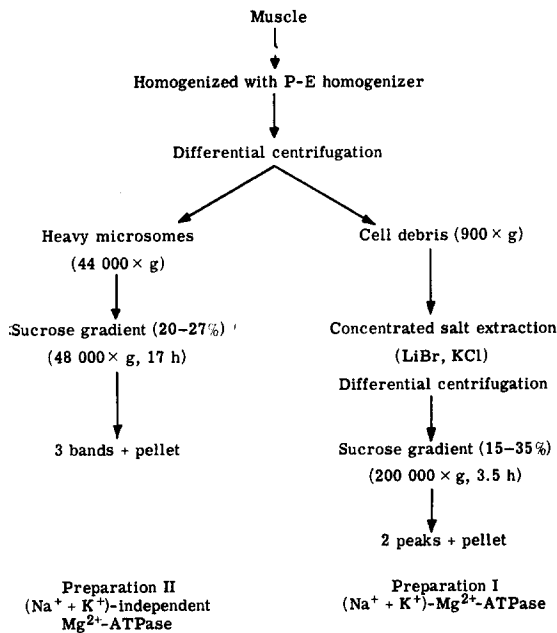 Muscle
Homogenized with P-E homogenizer
Differential centrifugation
Heavy microsomes
(44 000 × g)
Sucrose gradient (20–27%)
(48 000 × g, 17 h)
3 bands + pellet
Preparation II
(Na⁺ + K⁺)-independent
Mg²⁺-ATPase
Cell debris (900 × g)
Concentrated salt extraction
(LiBr, KCl)
Differential centrifugation
Sucrose gradient (15–35%)
(200 000 × g, 3.5 h)
2 peaks + pellet
Preparation I
(Na⁺ + K⁺)-Mg²⁺-ATPase